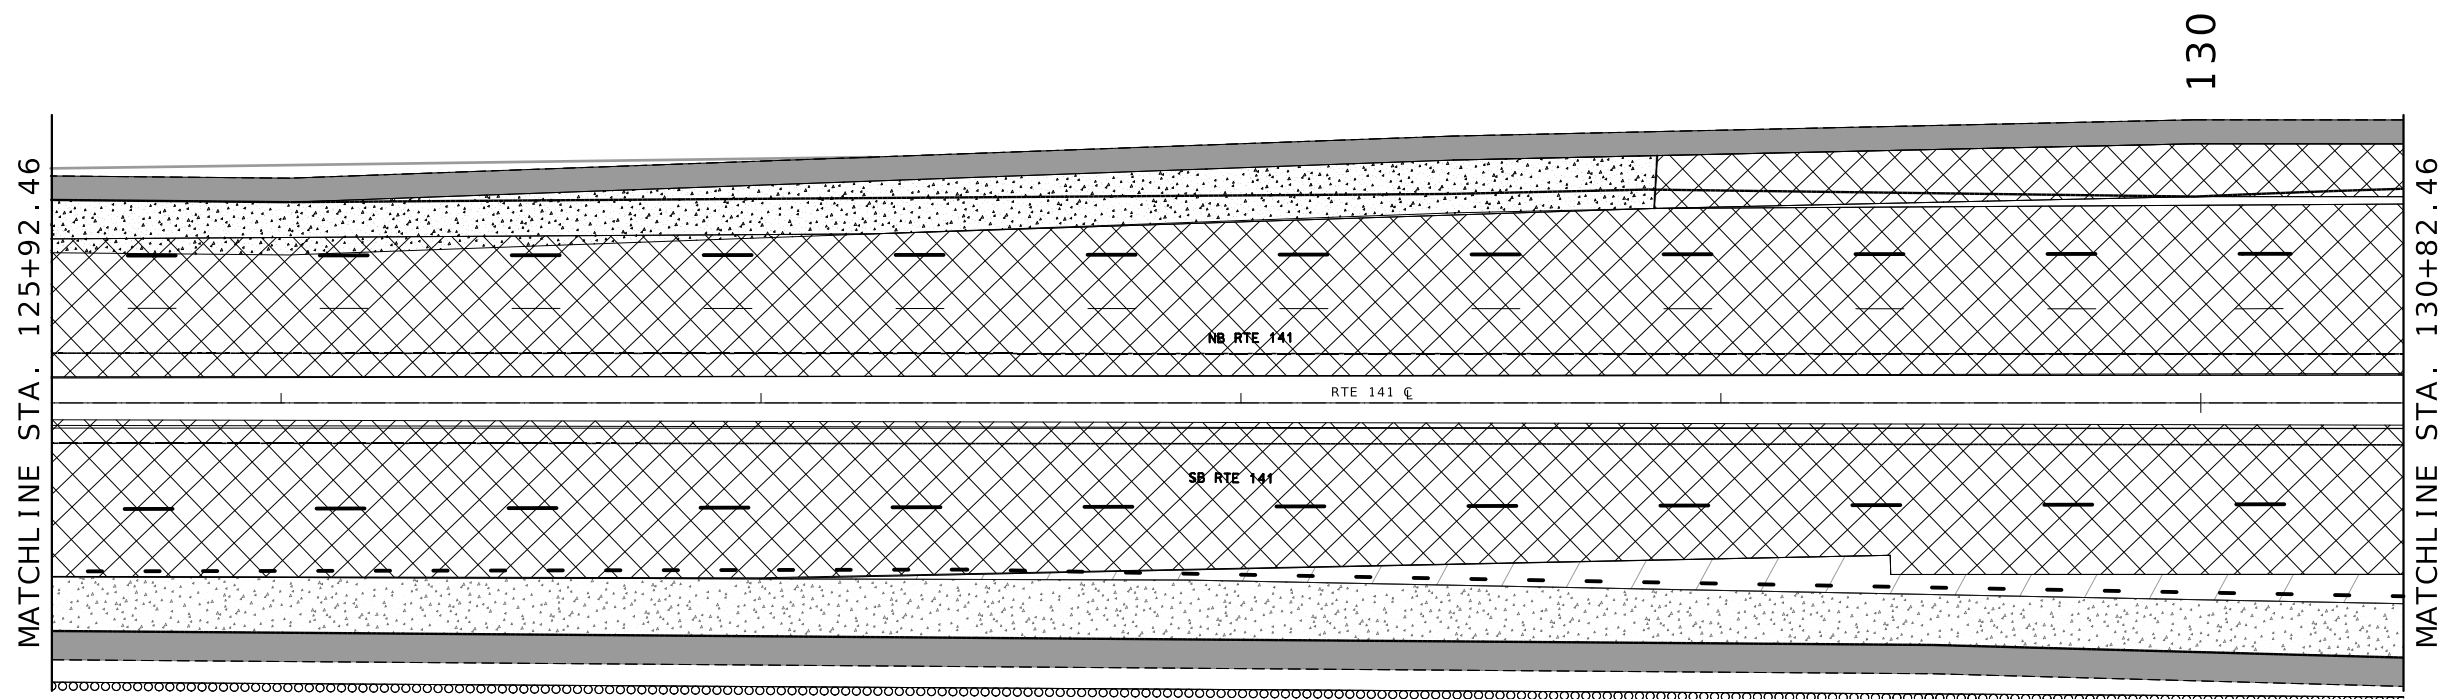 130
MATCHLINE STA. 125+92.46
NB RTE 141
RTE 141 ℄
SB RTE 141
MATCHLINE STA. 130+82.46